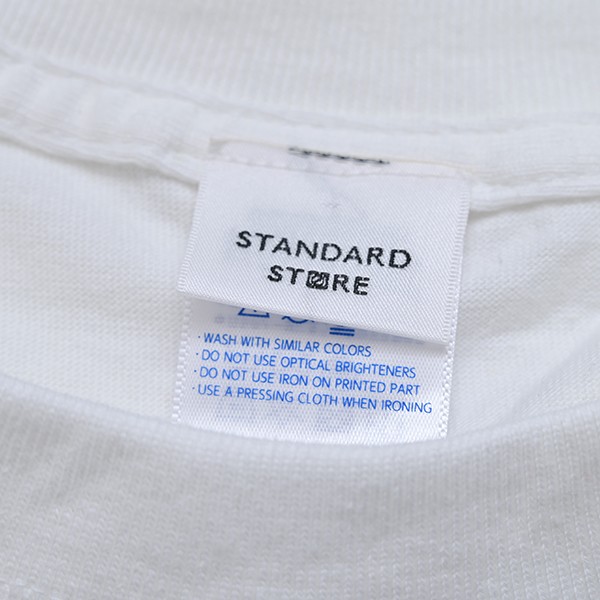 STANDARD
STORE
· WASH WITH SIMILAR COLORS
· DO NOT USE OPTICAL BRIGHTENERS
· DO NOT USE IRON ON PRINTED PART
· USE A PRESSING CLOTH WHEN IRONING